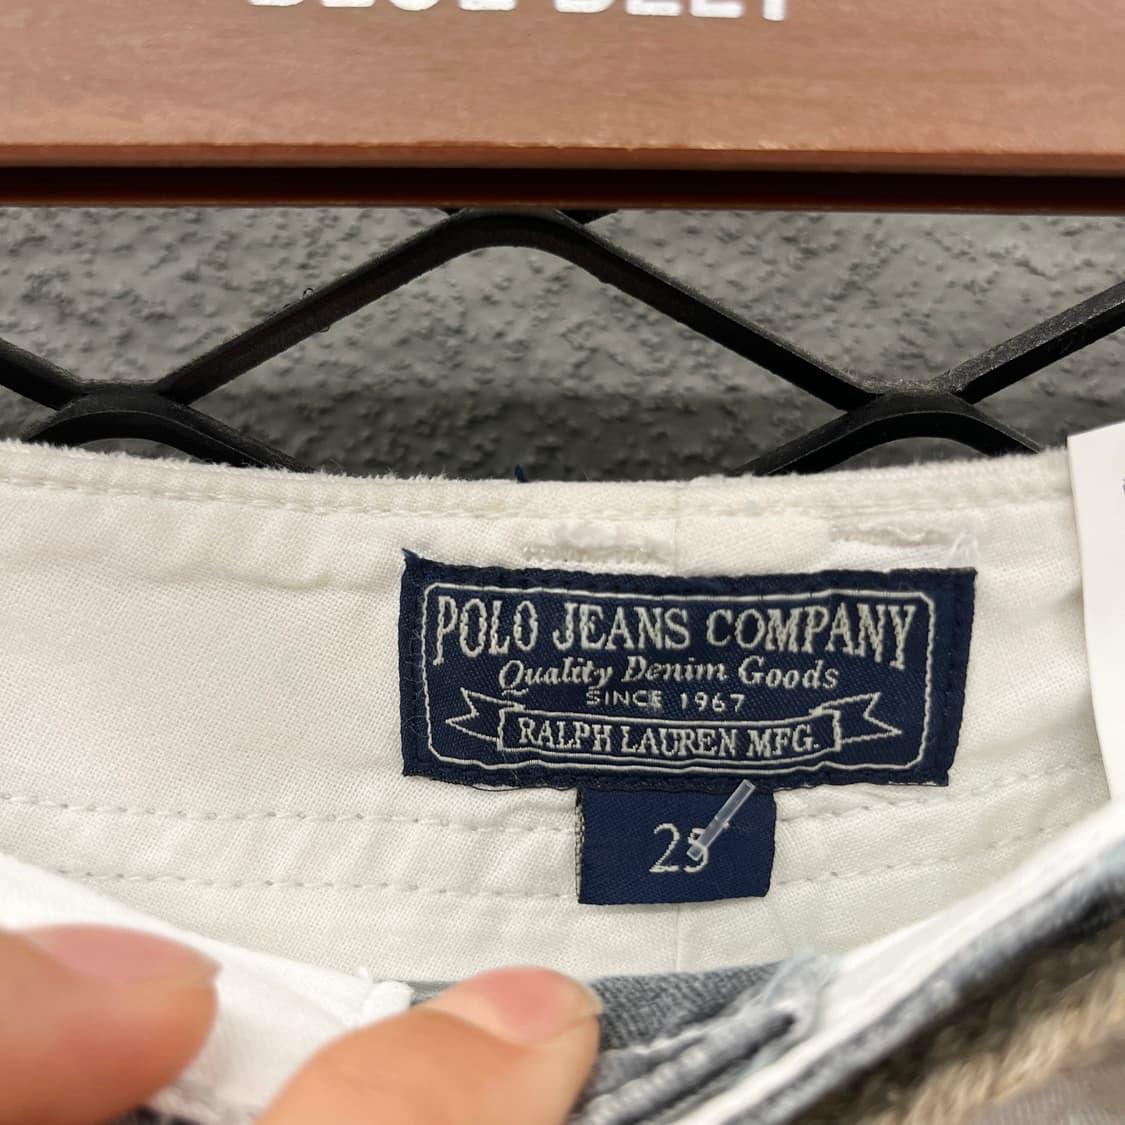 POLO JEANS COMPANY
Quality Denim Goods
SINCE 1967
RALPH LAUREN MFG.
25